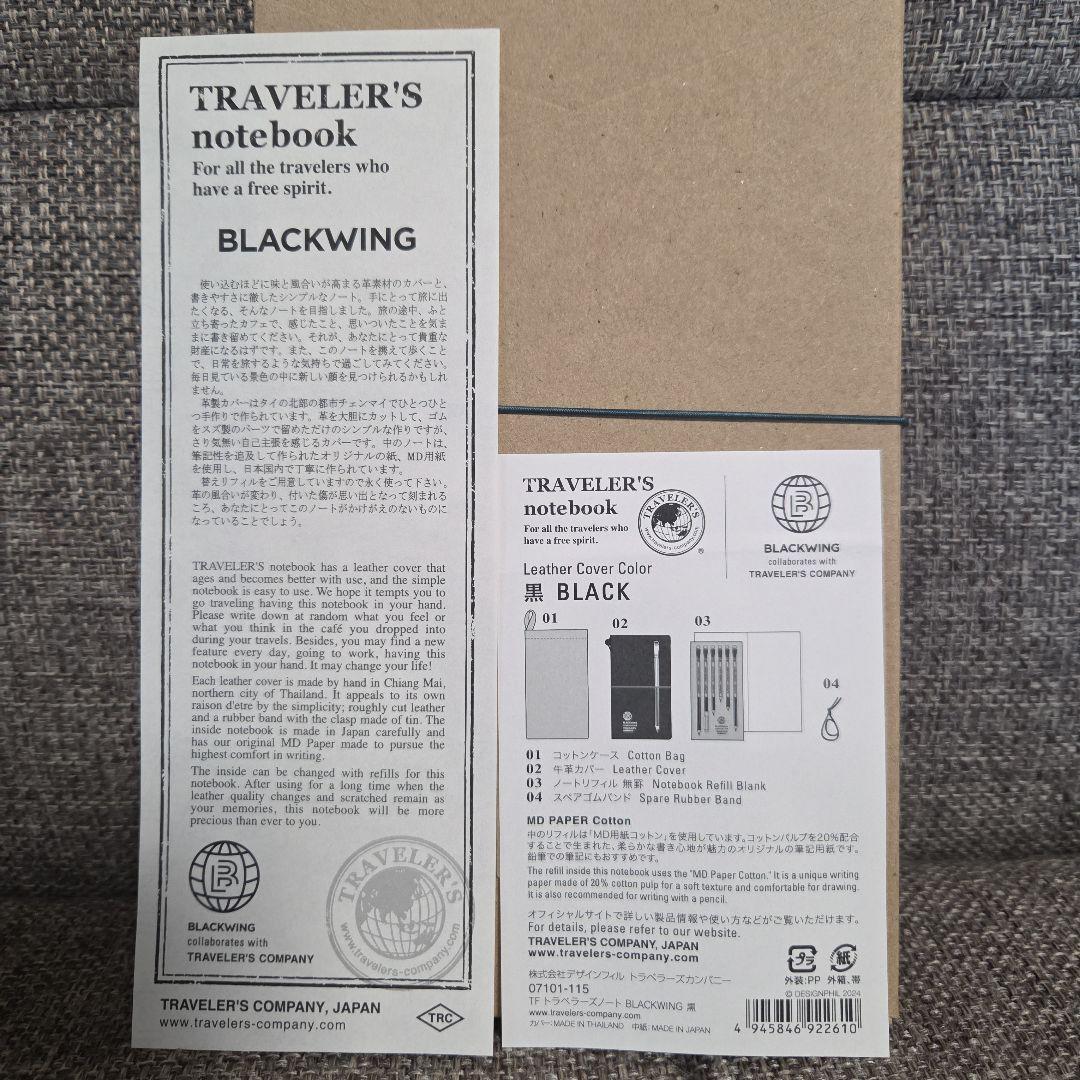 TRAVELER'S
notebook
For all the travelers who
have a free spirit.
BLACKWING
使い込むほどに味と風合いが高まる革素材のカバーと、
書きやすさに徹したシンプルなノート。手にとって旅に出
たくなる、そんなノートを目指しました。旅の途中、ふと
立ち寄ったカフェで、感じたこと、思いついたことを気ま
まに書き留めてください。それが、あなたにとって貴重な
財産になるはずです。また、このノートを携えて歩くこと
で、日常を旅するような気持ちで過ごしてみてください。
毎日見ている景色の中に新しい顔を見つけられるかもしれ
ません。
革製カバーはタイの北部の都市チェンマイでひとつひと
つ手作りで作られています。革を大胆にカットして、ゴム
をスズ製のパーツで留めただけのシンプルな作りですが、
さり気無い自己主張を感じるカバーです。中のノートは、
筆記性を追及して作られたオリジナルの紙、MD用紙
を使用し、日本国内で丁寧に作られています。
替えリフィルをご用意していますので永く使って下さい。
革の風合いが変わり、付いた傷が思い出となって刻まれる
ころ、あなたにとってこのノートがかけがえのないものに
なっていることでしょう。
TRAVELER'S notebook has a leather cover that
ages and becomes better with use, and the simple
notebook is easy to use. We hope it tempts you to
go traveling having this notebook in your hand.
Please write down at random what you feel or
what you think in the café you dropped into
during your travels. Besides, you may find a new
feature every day, going to work, having this
notebook in your hand. It may change your life!
Each leather cover is made by hand in Chiang Mai,
northern city of Thailand. It appeals to its own
raison d'etre by the simplicity; roughly cut leather
and a rubber band with the clasp made of tin. The
inside notebook is made in Japan carefully and
has our original MD Paper made to pursue the
highest comfort in writing.
The inside can be changed with refills for this
notebook. After using for a long time when the
leather quality changes and scratched remain as
your memories, this notebook will be more
precious than ever to you.
BLACKWING
collaborates with
TRAVELER'S COMPANY
TRAVELER'S
www.travelers-company.com
TRAVELER'S COMPANY, JAPAN
www.travelers-company.com
TRC
TRAVELER'S
notebook
For all the travelers who
have a free spirit.
TRAVELER'S
www.travelers-company.com
®
BLACKWING
collaborates with
TRAVELER'S COMPANY
Leather Cover Color
黒 BLACK
01
02
03
04
BLACKWING
01 コットンケース Cotton Bag
02 牛革カバー Leather Cover
03 ノートリフィル 無罫 Notebook Refill Blank
04 スペアゴムバンド Spare Rubber Band
MD PAPER Cotton
中のリフィルは「MD用紙コットン」を使用しています。コットンパルプを20%配合
することで生まれた、柔らかな書き心地が魅力のオリジナルの筆記用紙です。
鉛筆での筆記にもおすすめです。
The refill inside this notebook uses the "MD Paper Cotton." It is a unique writing
paper made of 20% cotton pulp for a soft texture and comfortable for drawing.
It is also recommended for writing with a pencil.
オフィシャルサイトで詳しい製品情報や使い方などがご覧いただけます。
For details, please refer to our website.
TRAVELER'S COMPANY, JAPAN
www.travelers-company.com
株式会社デザインフィル トラベラーズカンパニー
07101-115
TF トラベラーズノート BLACKWING 黒
カバー:MADE IN THAILAND 中紙:MADE IN JAPAN
プラ
紙
外装:PP 外箱、帯
© DESIGNPHIL 2024
4 945846 922610